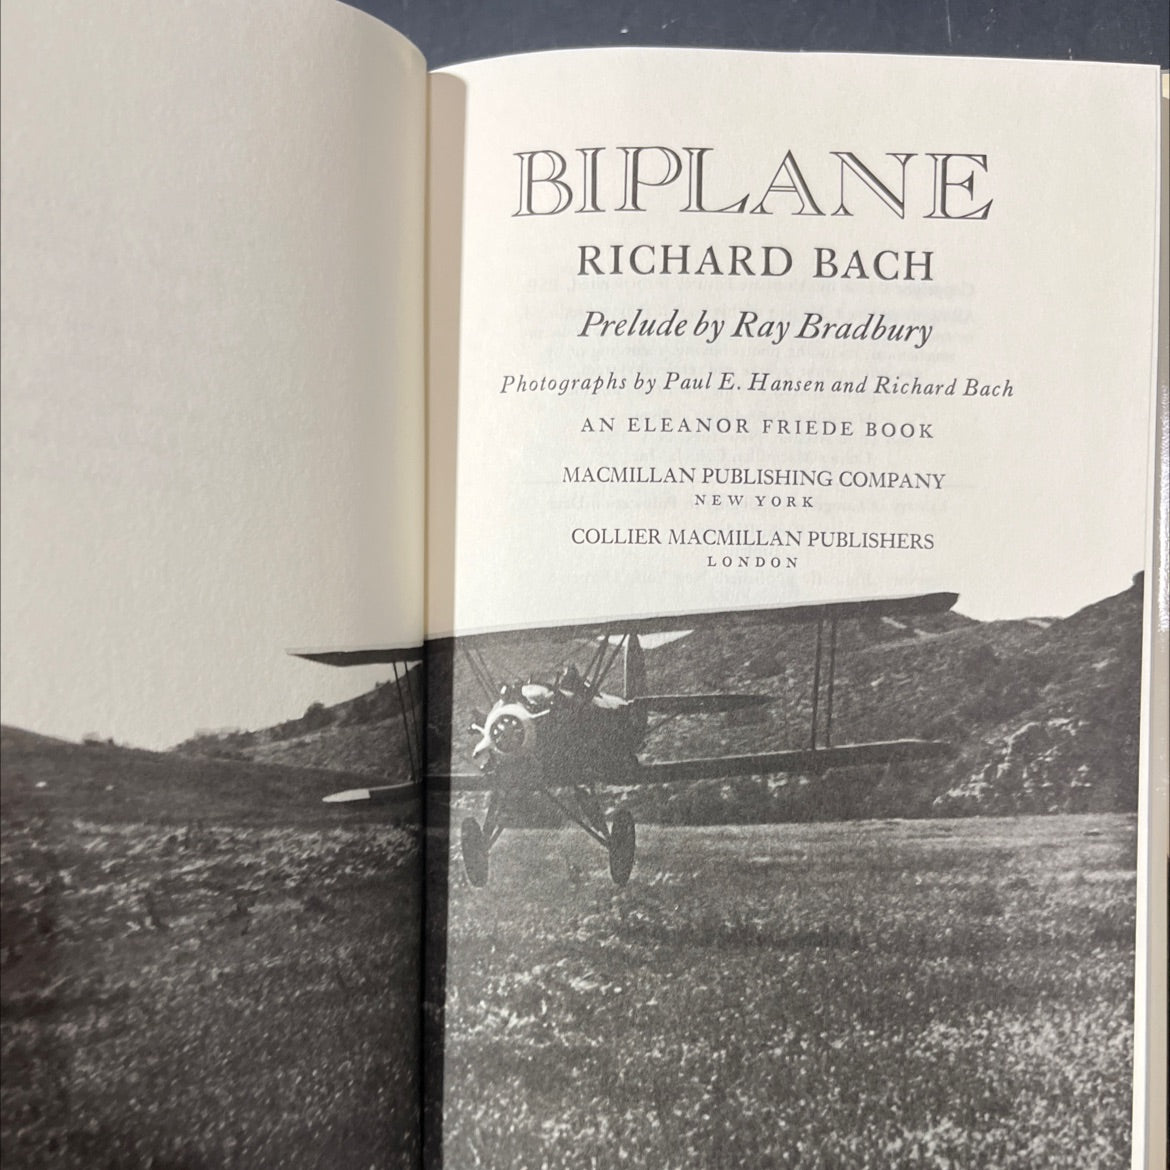 BIPLANE
RICHARD BACH
Prelude by Ray Bradbury
Photographs by Paul E. Hansen and Richard Bach
AN ELEANOR FRIEDE BOOK
MACMILLAN PUBLISHING COMPANY
NEW YORK
COLLIER MACMILLAN PUBLISHERS
LONDON